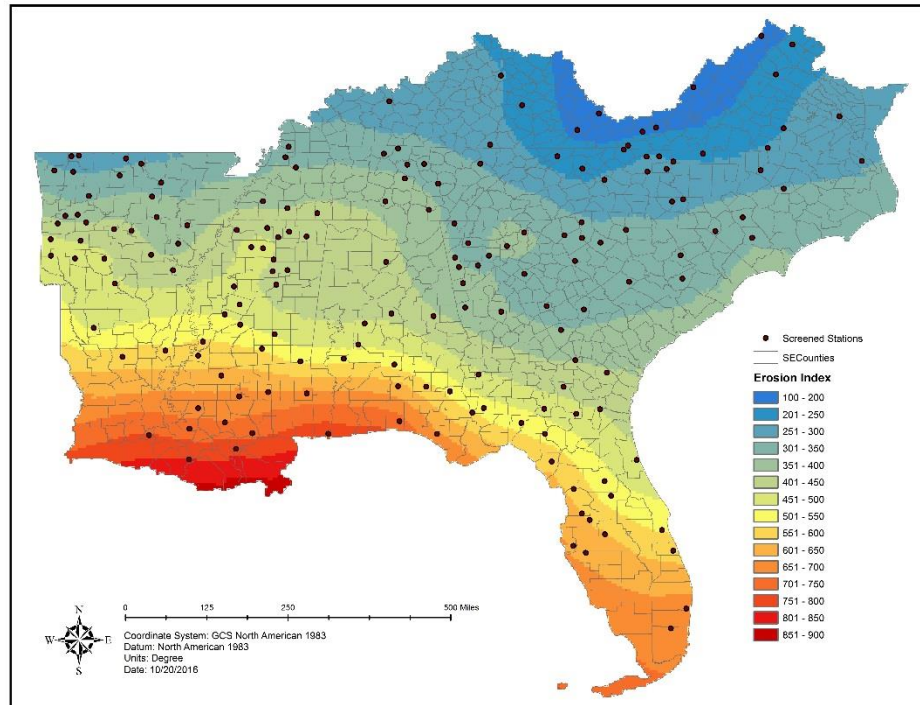 Screened Stations
SECounties
Erosion Index
100 - 200
201 - 250
251 - 300
301 - 350
351 - 400
401 - 450
451 - 500
501 - 550
551 - 600
601 - 650
651 - 700
701 - 750
751 - 800
801 - 850
851 - 900
0 125 250 500 Miles
N
W E
S
Coordinate System: GCS North American 1983
Datum: North American 1983
Units: Degree
Date: 10/20/2016